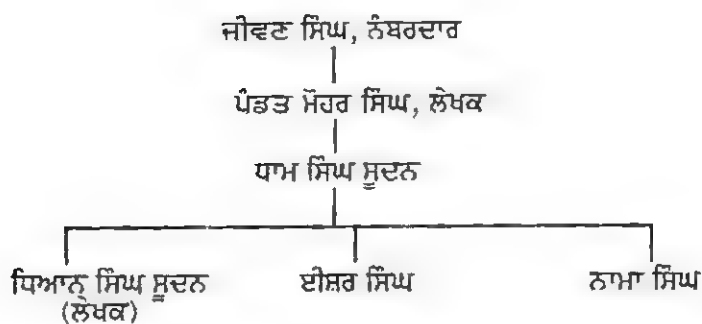 ਜੀਵਣ ਸਿੰਘ, ਨੰਬਰਦਾਰ
ਪੰਡਤ ਮੋਹਰ ਸਿੰਘ, ਲੇਖਕ
ਧਾਮ ਸਿੰਘ ਸੂਦਨ
ਧਿਆਨ ਸਿੰਘ ਸੂਦਨ ਈਸ਼ਰ ਸਿੰਘ ਨਾਮਾ ਸਿੰਘ
(ਲੇਖਕ)